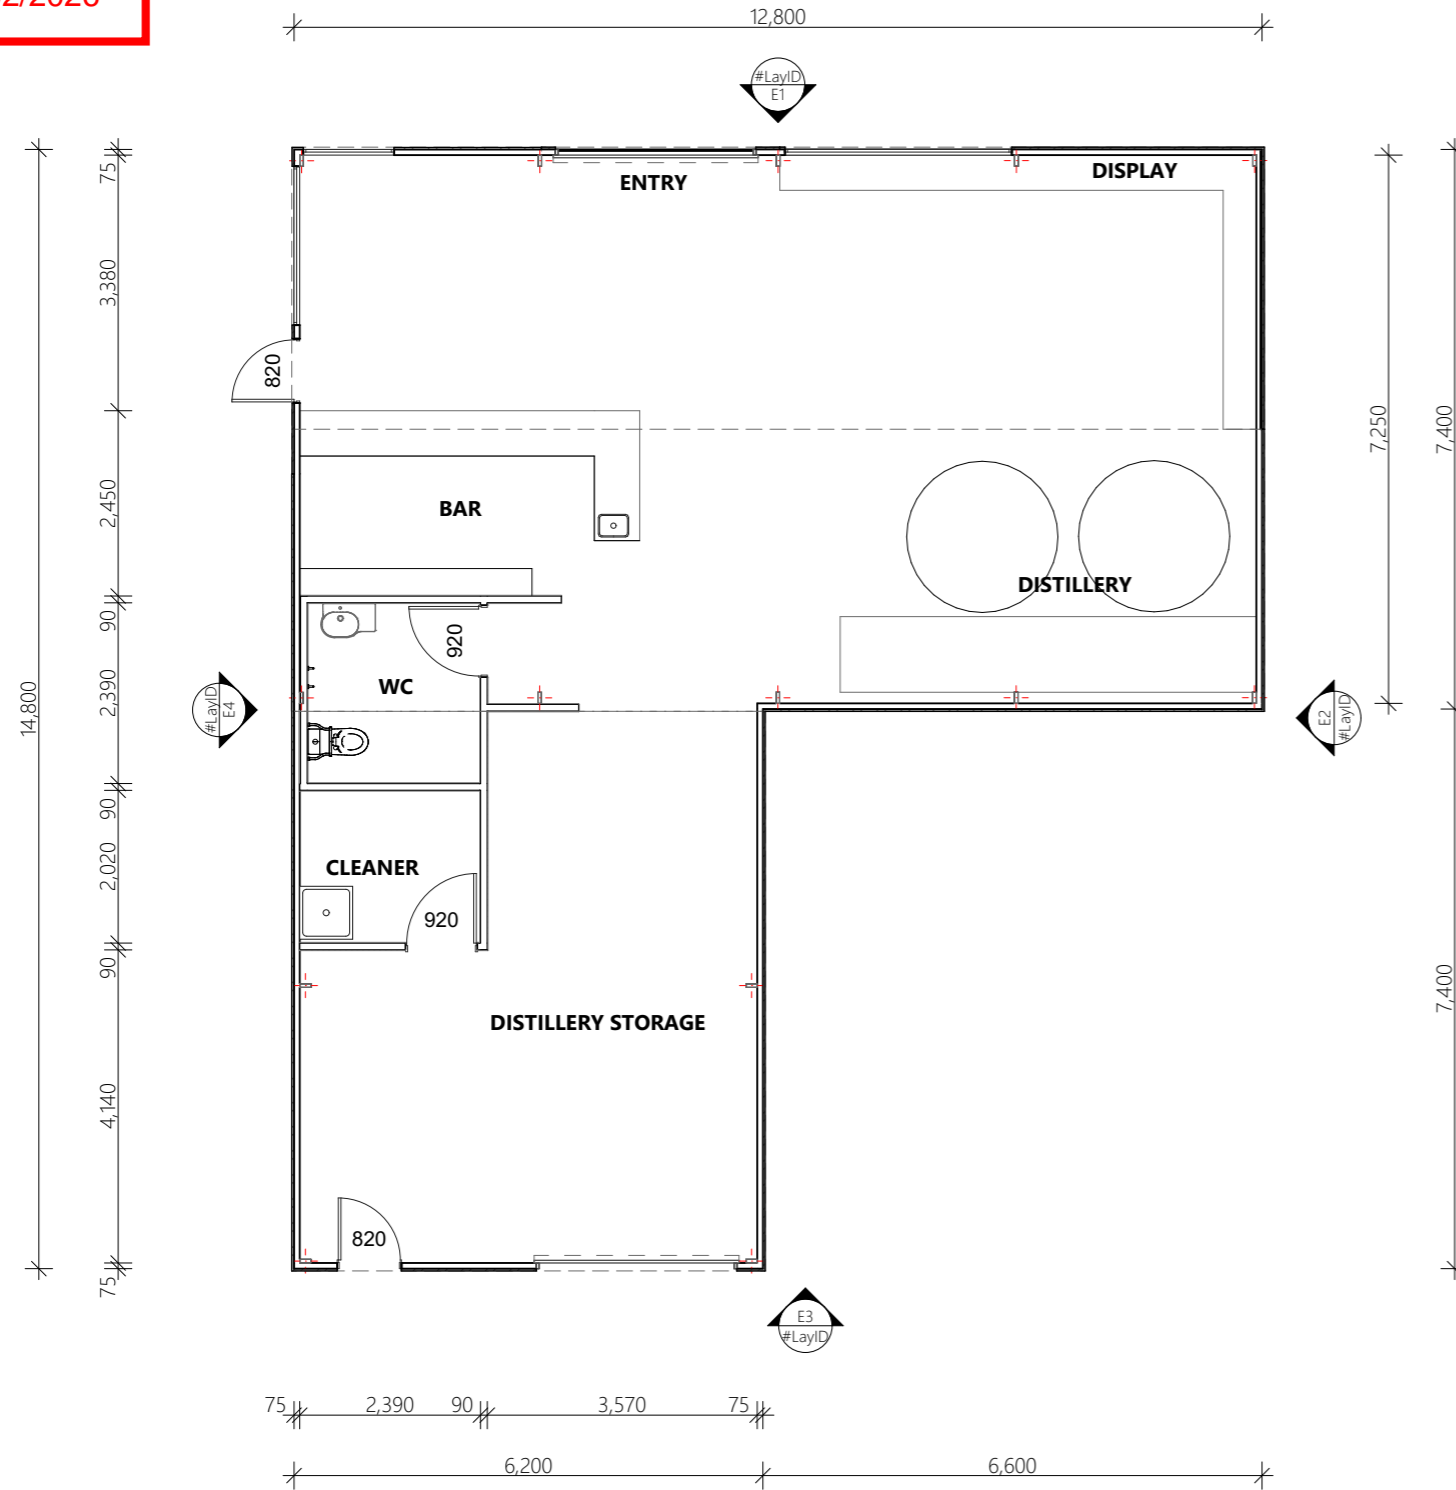 12,800
#LayID
E1
75
ENTRY
DISPLAY
3,380
820
7,250
7,400
2,450
BAR
DISTILLERY
90
920
2,390
WC
14,800
#LayID
E4
E2
#LayID
90
2,020
CLEANER
920
90
7,400
DISTILLERY STORAGE
4,140
820
75
E3
#LayID
75 2,390 90 3,570 75
6,200 6,600